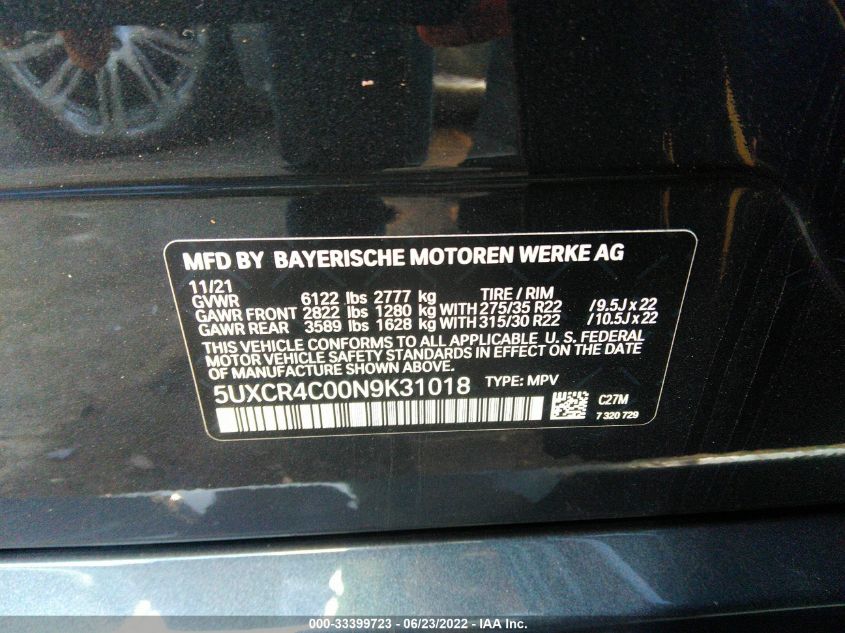 MFD BY BAYERISCHE MOTOREN WERKE AG
11/21
GVWR 6122 lbs 2777 kg TIRE / RIM
GAWR FRONT 2822 lbs 1280 kg WITH 275/35 R22 / 9.5J x 22
GAWR REAR 3589 lbs 1628 kg WITH 315/30 R22 / 10.5J x 22
THIS VEHICLE CONFORMS TO ALL APPLICABLE U. S. FEDERAL
MOTOR VEHICLE SAFETY STANDARDS IN EFFECT ON THE DATE
OF MANUFACTURE SHOWN ABOVE.
5UXCR4C00N9K31018 TYPE: MPV
C27M
7 320 729
000-33399723 - 06/23/2022 - © IAA Inc.